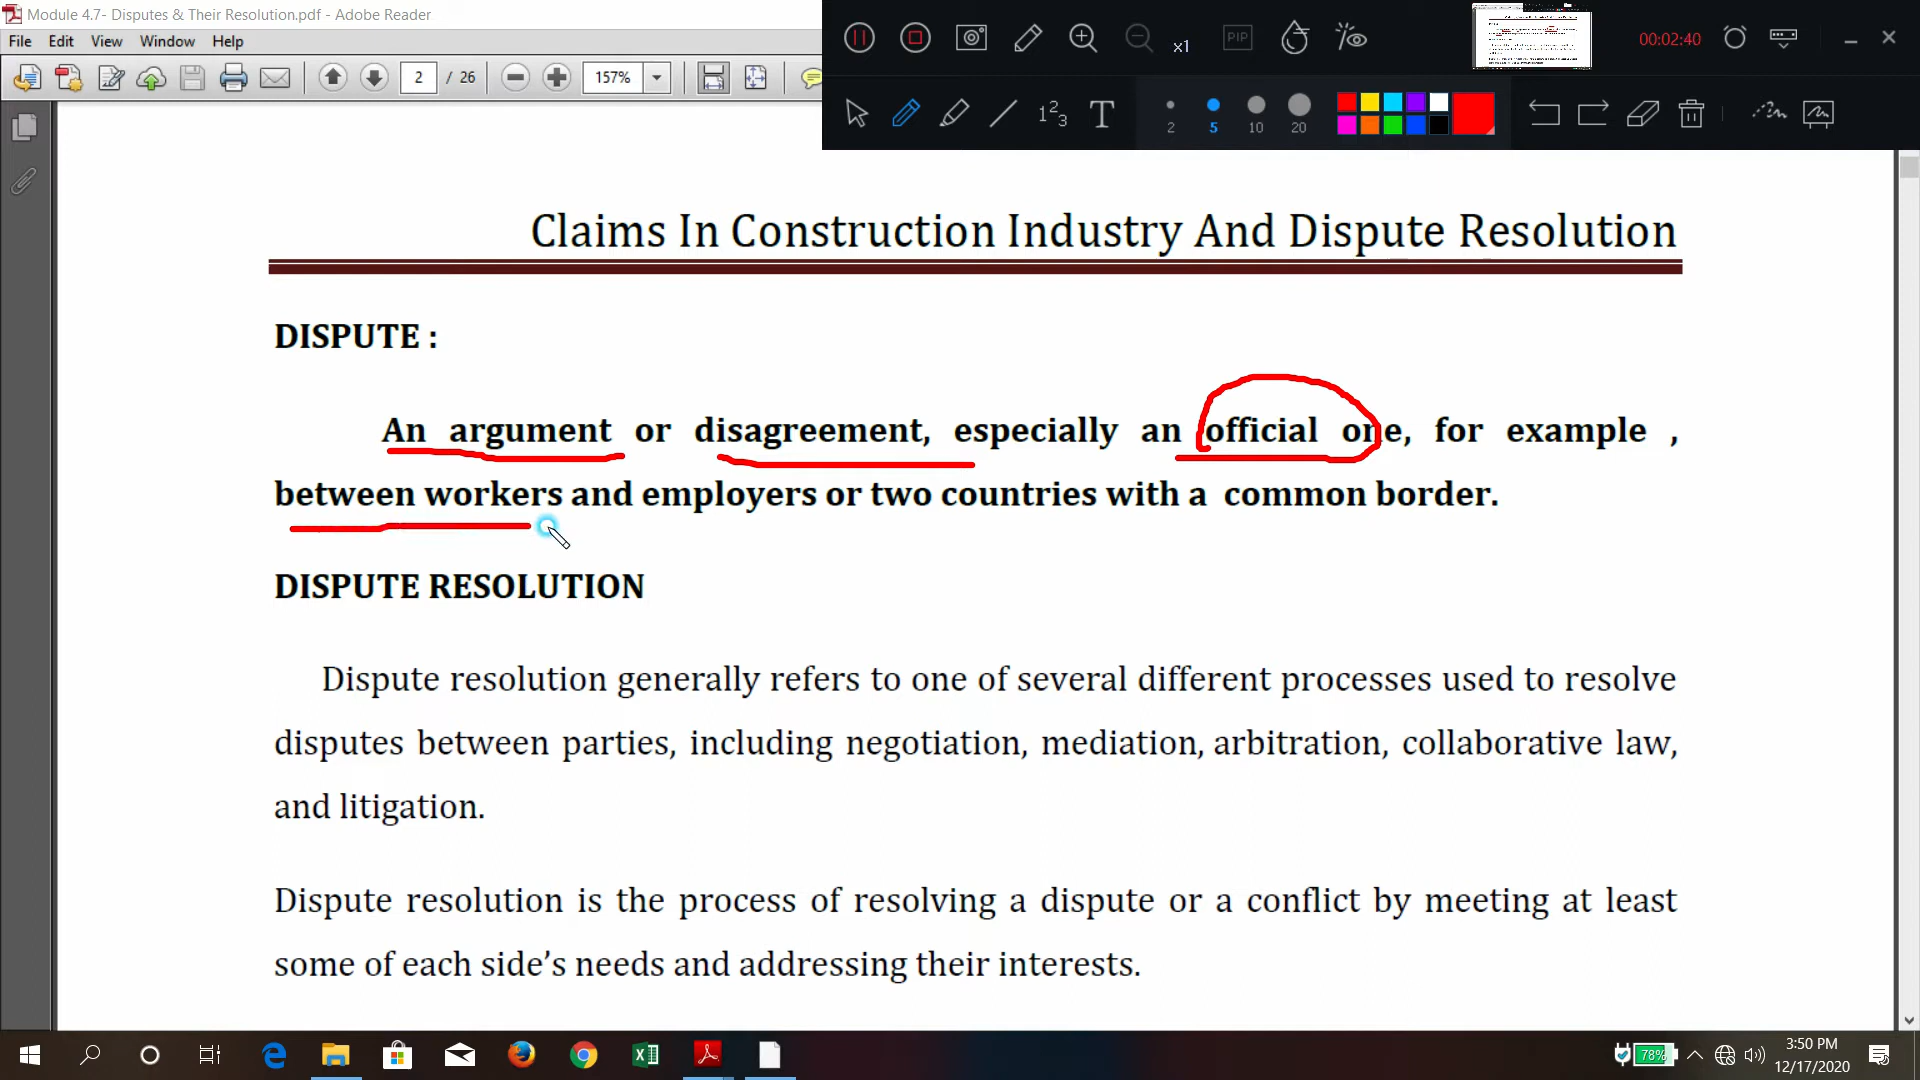 Module 4.7- Disputes & Their Resolution.pdf - Adobe Reader
File Edit View Window Help
2 / 26 157%
x1 PIP 00:02:40
1 2 3 T 2 5 10 20
Claims In Construction Industry And Dispute Resolution
DISPUTE :
An argument or disagreement, especially an official one, for example ,
between workers and employers or two countries with a common border.
DISPUTE RESOLUTION
Dispute resolution generally refers to one of several different processes used to resolve
disputes between parties, including negotiation, mediation, arbitration, collaborative law,
and litigation.
Dispute resolution is the process of resolving a dispute or a conflict by meeting at least
some of each side’s needs and addressing their interests.
78% 3:50 PM
12/17/2020